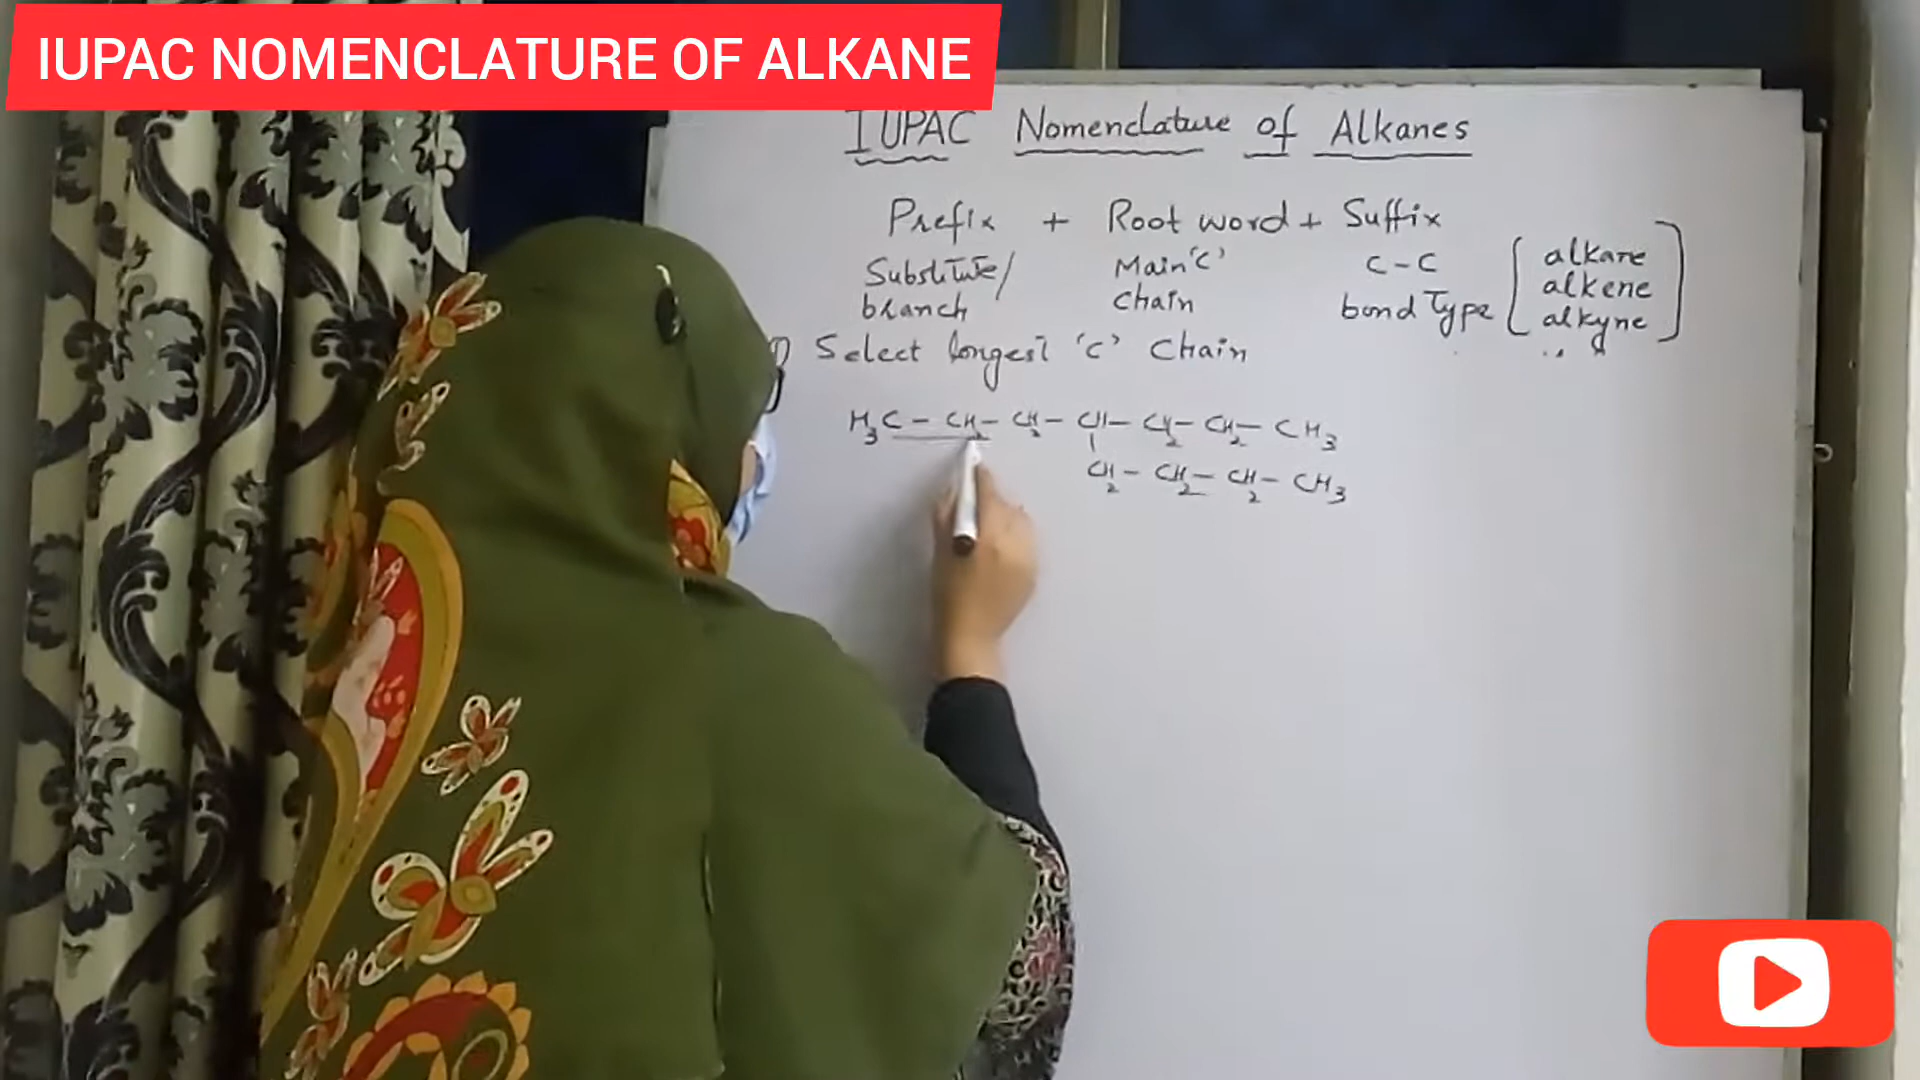 IUPAC NOMENCLATURE OF ALKANE
IUPAC Nomenclature of Alkanes
Prefix + Root word + Suffix
Substitute/ Main 'C' C-C [alkane
branch chain bond Type alkene
alkyne]
1) Select longest 'C' Chain
H₃C - CH₂ - CH₂ - CH - CH₂ - CH₂ - CH₃
|
CH₂ - CH₂ - CH₂ - CH₃